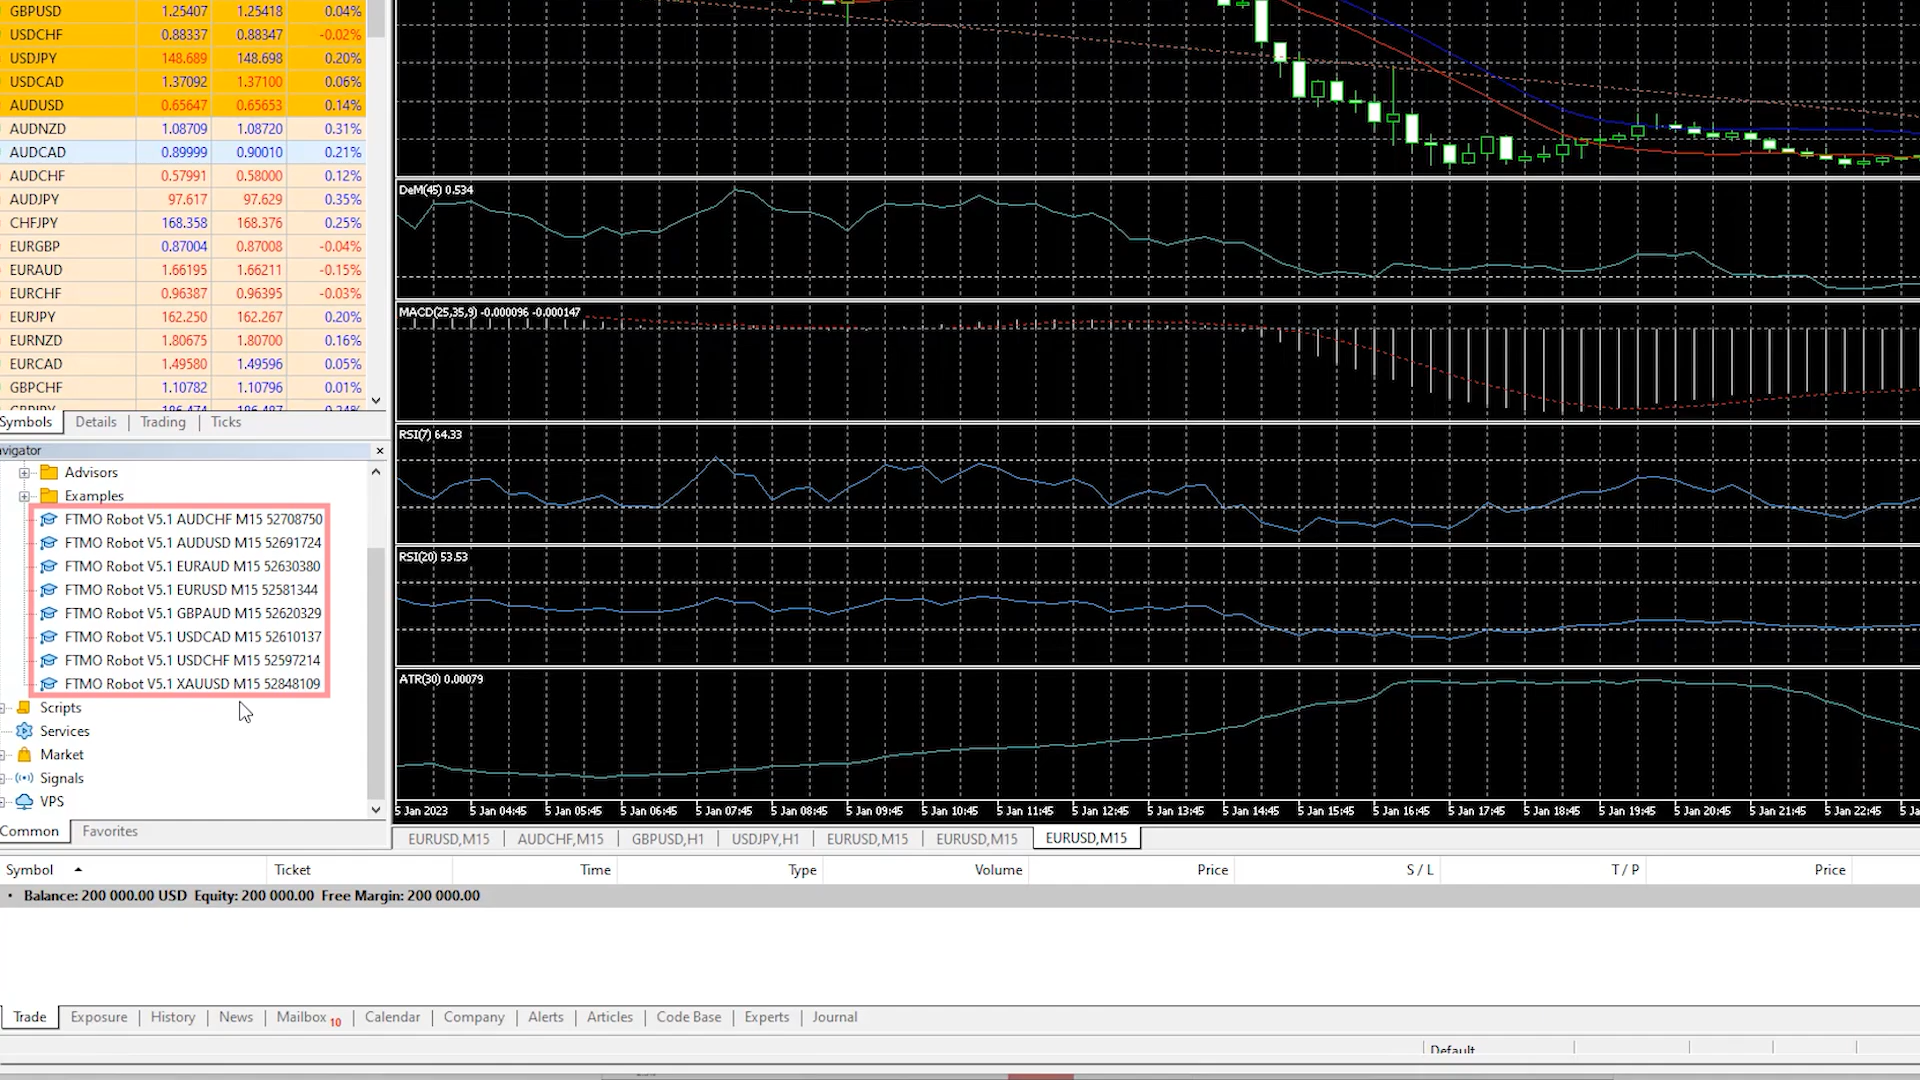 GBPUSD 1.25407 1.25418 0.04%
USDCHF 0.88337 0.88347 -0.02%
USDJPY 148.689 148.698 0.20%
USDCAD 1.37092 1.37100 0.06%
AUDUSD 0.65647 0.65653 0.14%
AUDNZD 1.08709 1.08720 0.31%
AUDCAD 0.89999 0.90010 0.21%
AUDCHF 0.57991 0.58000 0.12%
AUDJPY 97.617 97.629 0.35%
CHFJPY 168.358 168.376 0.25%
EURGBP 0.87004 0.87008 -0.04%
EURAUD 1.66195 1.66211 -0.15%
EURCHF 0.96387 0.96395 -0.03%
EURJPY 162.250 162.267 0.20%
EURNZD 1.80675 1.80700 0.16%
EURCAD 1.49580 1.49596 0.05%
GBPCHF 1.10782 1.10796 0.01%
GBPJPY 186.474 186.487 0.24%
Symbols Details Trading Ticks
avigator
Advisors
Examples
FTMO Robot V5.1 AUDCHF M15 52708750
FTMO Robot V5.1 AUDUSD M15 52691724
FTMO Robot V5.1 EURAUD M15 52630380
FTMO Robot V5.1 EURUSD M15 52581344
FTMO Robot V5.1 GBPAUD M15 52620329
FTMO Robot V5.1 USDCAD M15 52610137
FTMO Robot V5.1 USDCHF M15 52597214
FTMO Robot V5.1 XAUUSD M15 52848109
Scripts
Services
Market
Signals
VPS
Common Favorites
DeM(45) 0.534
MACD(25,35,9) -0.000096 -0.000147
RSI(7) 64.33
RSI(20) 53.53
ATR(30) 0.00079
5 Jan 2023 5 Jan 04:45 5 Jan 05:45 5 Jan 06:45 5 Jan 07:45 5 Jan 08:45 5 Jan 09:45 5 Jan 10:45 5 Jan 11:45 5 Jan 12:45 5 Jan 13:45 5 Jan 14:45 5 Jan 15:45 5 Jan 16:45 5 Jan 17:45 5 Jan 18:45 5 Jan 19:45 5 Jan 20:45 5 Jan 21:45 5 Jan 22:45 5 Ja
EURUSD,M15 AUDCHF,M15 GBPUSD,H1 USDJPY,H1 EURUSD,M15 EURUSD,M15 EURUSD,M15
Symbol Ticket Time Type Volume Price S / L T / P Price
Balance: 200 000.00 USD Equity: 200 000.00 Free Margin: 200 000.00
Trade Exposure History News Mailbox 10 Calendar Company Alerts Articles Code Base Experts Journal
Default